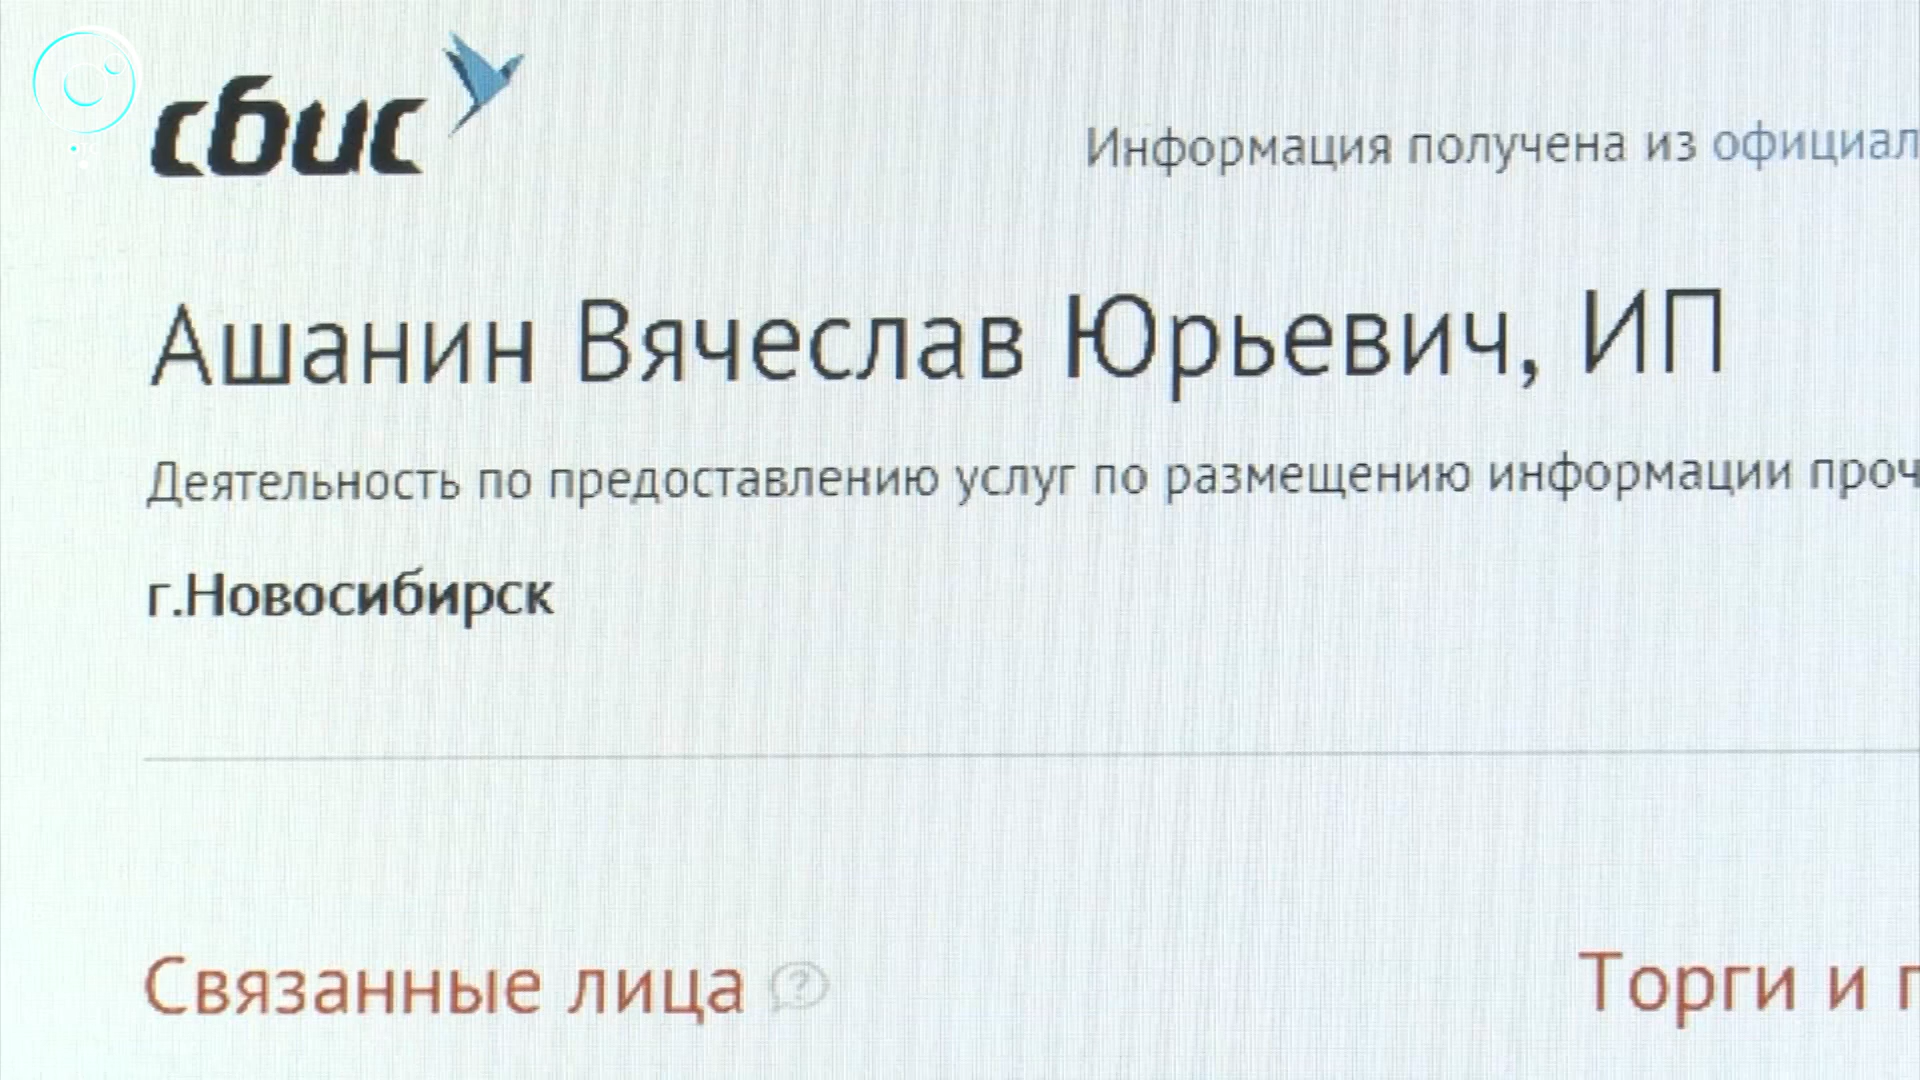 сбис
Информация получена из официал
Ашанин Вячеслав Юрьевич, ИП
Деятельность по предоставлению услуг по размещению информации проч
г.Новосибирск
Связанные лица
Торги и